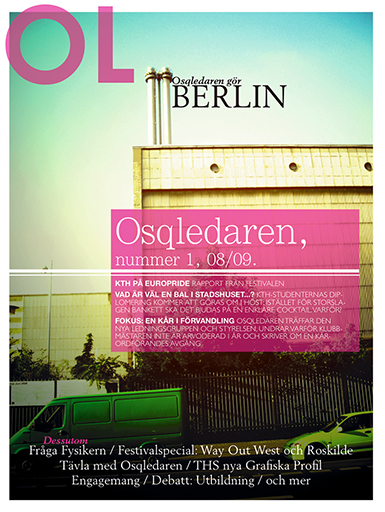 OL
Osqledaren gör
BERLIN
Osqledaren,
nummer 1, 08/09.
KTH PÅ EUROPRIDE RAPPORT FRÅN FESTIVALEN
VAD ÄR VÄL EN BAL I STADSHUSET...? KTH-STUDENTERNAS DIP-
LOMERING KOMMER ATT GÖRAS OM I HÖST. ISTÄLLET FÖR STORSLA-
GEN BANKETT SKA DET BJUDAS PÅ EN ENKLARE COCKTAIL. VARFÖR?
FOKUS: EN KÅR I FÖRVANDLING OSQLEDAREN TRÄFFAR DEN
NYA LEDNINGSGRUPPEN OCH STYRELSEN, UNDRAR VARFÖR KLUBB-
MÄSTAREN INTE ÄR ARVODERAD I ÅR OCH SKRIVER OM EN KÅR-
ORDFÖRANDES AVGÅNG.
Dessutom
Fråga Fysikern / Festivalspecial: Way Out West och Roskilde
Tävla med Osqledaren / THS nya Grafiska Profil
Engagemang / Debatt: Utbildning / och mer